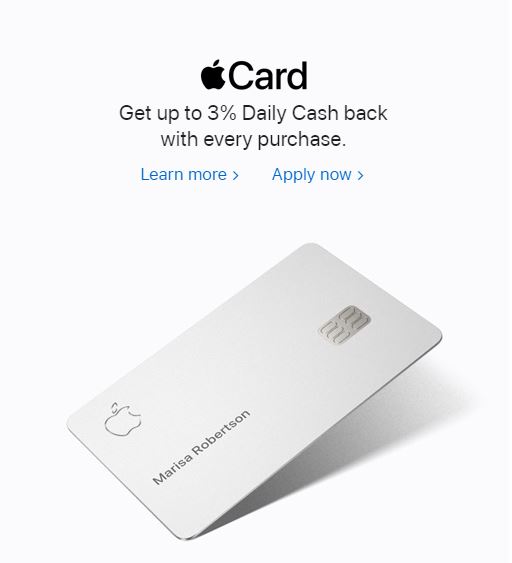 Card
Get up to 3% Daily Cash back
with every purchase.
Learn more >
Apply now >
Marisa Robertson